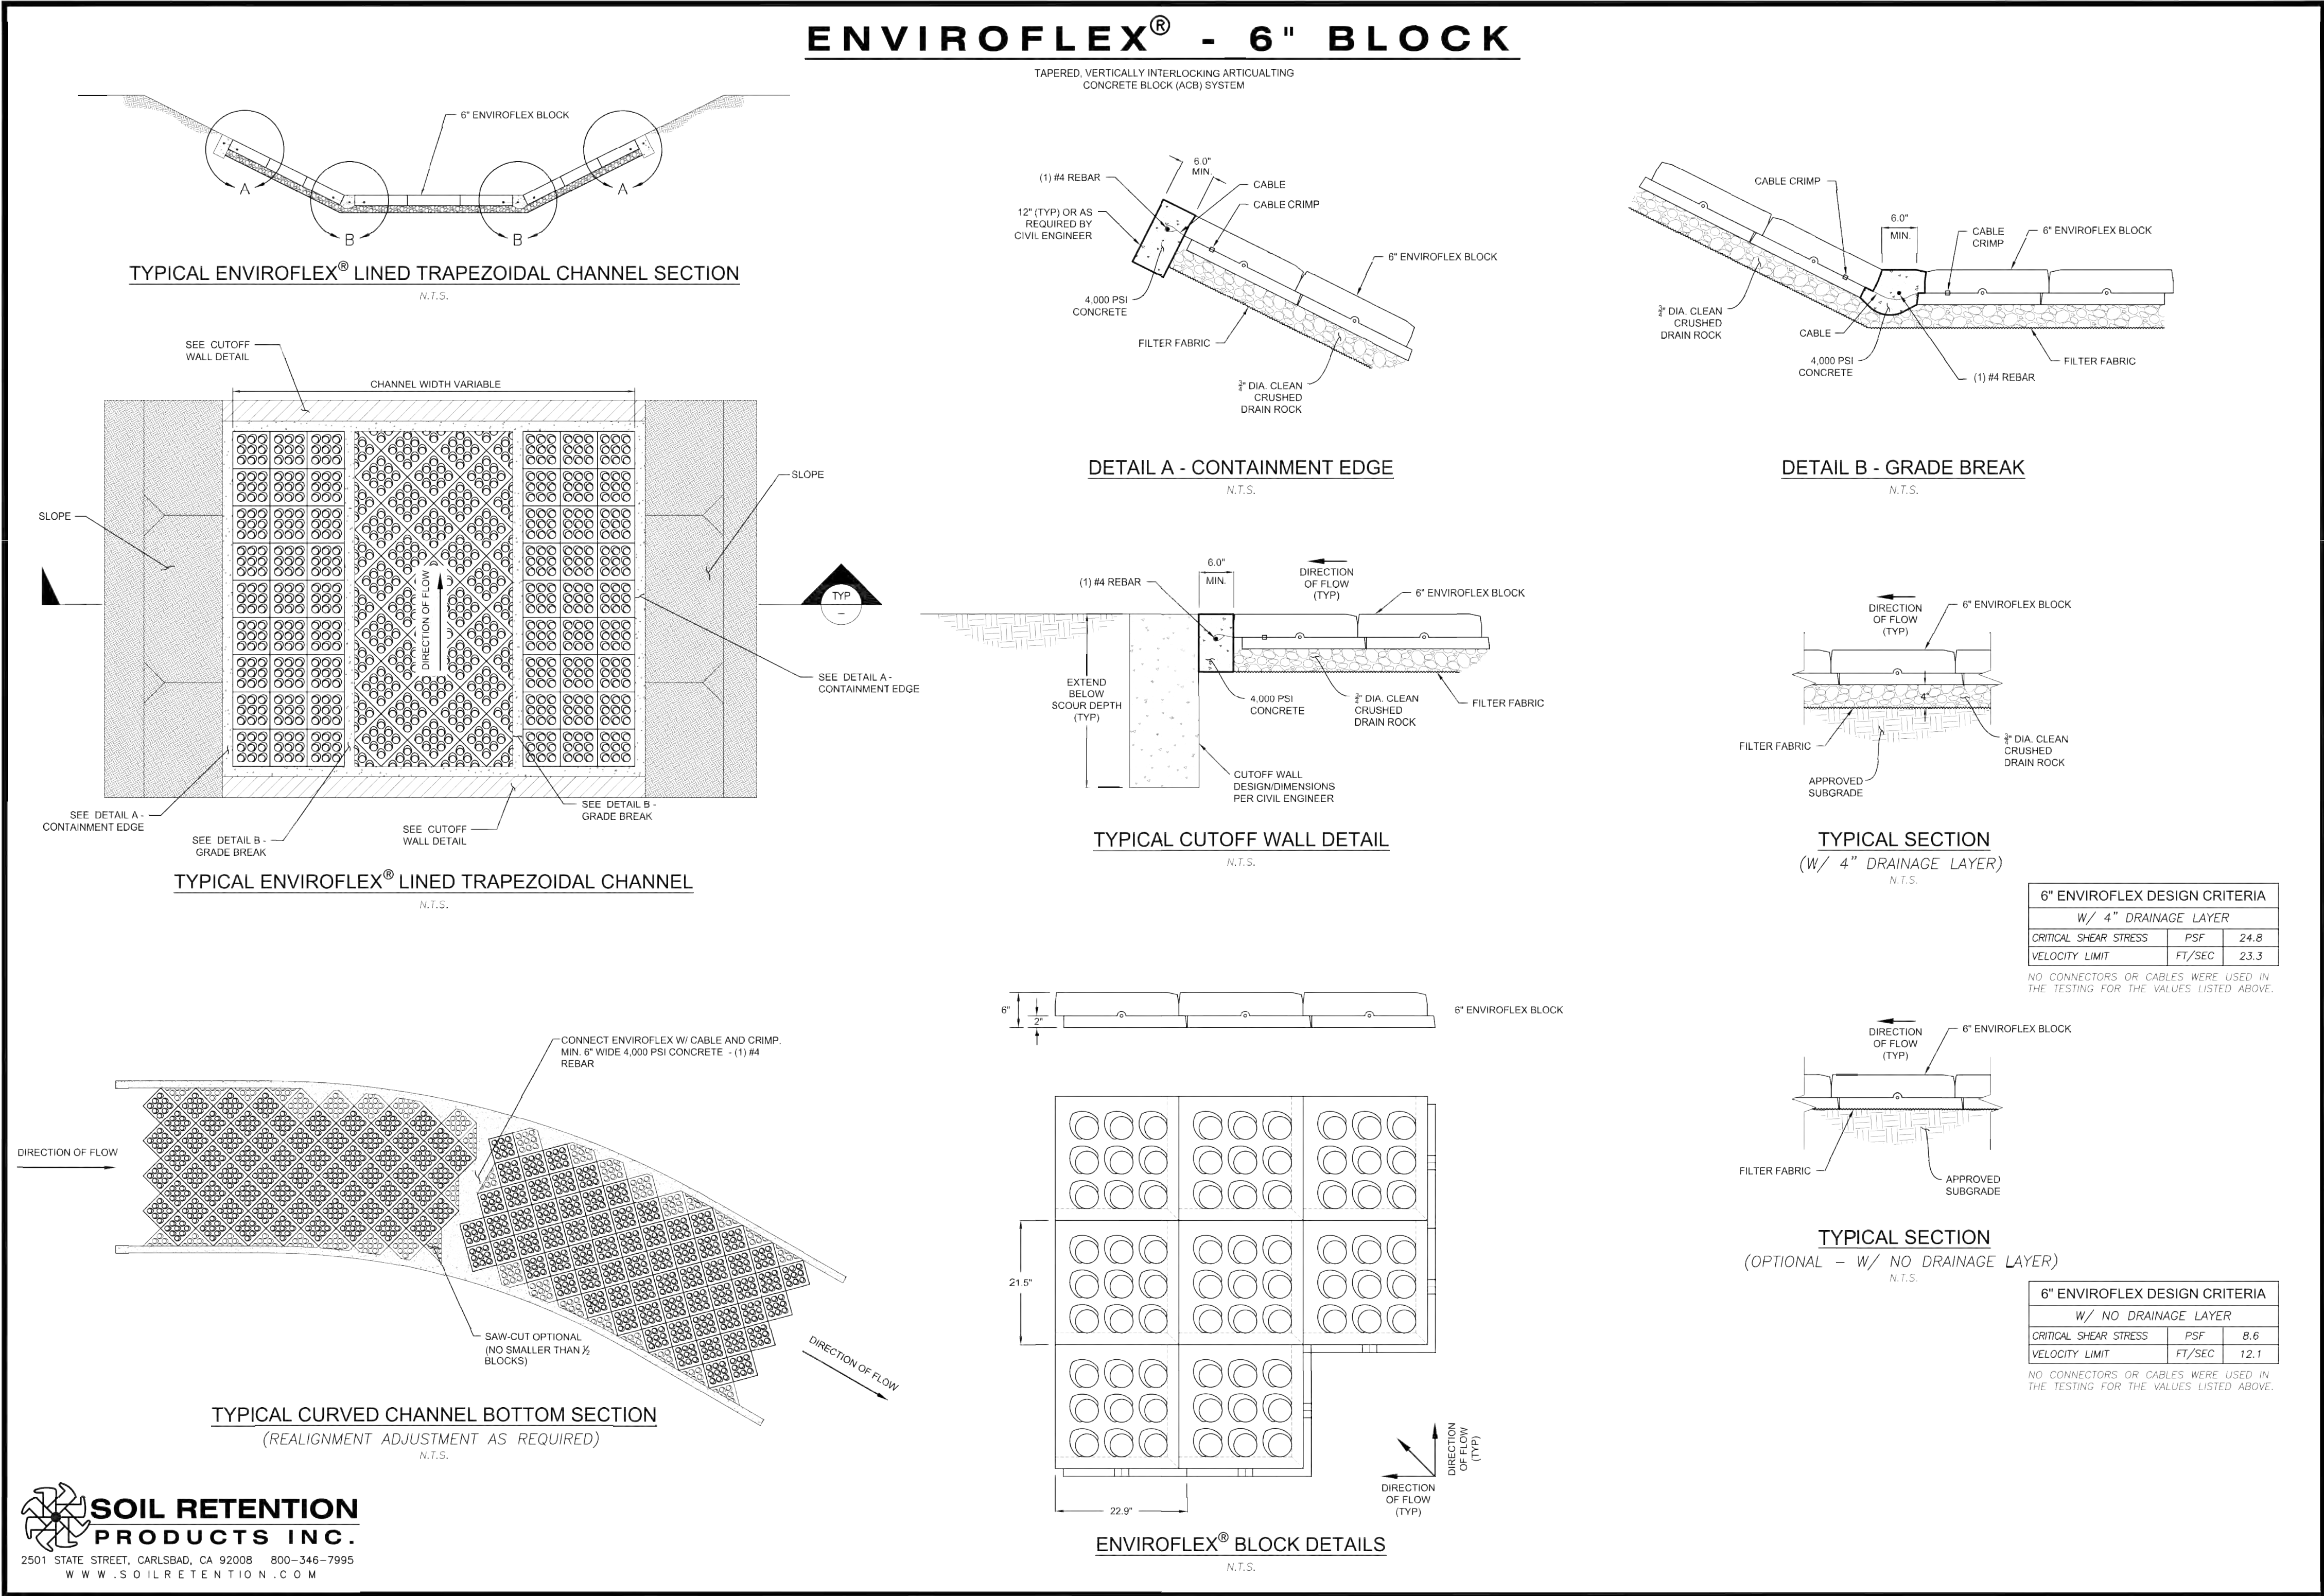 ENVIROFLEX® - 6" BLOCK
TAPERED, VERTICALLY INTERLOCKING ARTICUALTING
CONCRETE BLOCK (ACB) SYSTEM
6" ENVIROFLEX BLOCK
A
A
B
B
TYPICAL ENVIROFLEX® LINED TRAPEZOIDAL CHANNEL SECTION
N.T.S.
SEE CUTOFF
WALL DETAIL
CHANNEL WIDTH VARIABLE
SLOPE
SLOPE
DIRECTION OF FLOW
TYP
–
SEE DETAIL A -
CONTAINMENT EDGE
SEE DETAIL A -
CONTAINMENT EDGE
SEE DETAIL B -
GRADE BREAK
SEE CUTOFF
WALL DETAIL
SEE DETAIL B -
GRADE BREAK
TYPICAL ENVIROFLEX® LINED TRAPEZOIDAL CHANNEL
N.T.S.
6.0"
MIN.
(1) #4 REBAR
CABLE
CABLE CRIMP
12" (TYP) OR AS
REQUIRED BY
CIVIL ENGINEER
6" ENVIROFLEX BLOCK
4,000 PSI
CONCRETE
FILTER FABRIC
¾" DIA. CLEAN
CRUSHED
DRAIN ROCK
DETAIL A - CONTAINMENT EDGE
N.T.S.
CABLE CRIMP
6.0"
MIN.
CABLE
CRIMP
6" ENVIROFLEX BLOCK
¾" DIA. CLEAN
CRUSHED
DRAIN ROCK
CABLE
4,000 PSI
CONCRETE
FILTER FABRIC
(1) #4 REBAR
DETAIL B - GRADE BREAK
N.T.S.
6.0"
MIN.
(1) #4 REBAR
DIRECTION
OF FLOW
(TYP)
6" ENVIROFLEX BLOCK
EXTEND
BELOW
SCOUR DEPTH
(TYP)
4,000 PSI
CONCRETE
¾" DIA. CLEAN
CRUSHED
DRAIN ROCK
FILTER FABRIC
CUTOFF WALL
DESIGN/DIMENSIONS
PER CIVIL ENGINEER
TYPICAL CUTOFF WALL DETAIL
N.T.S.
DIRECTION
OF FLOW
(TYP)
6" ENVIROFLEX BLOCK
4"
FILTER FABRIC
¾" DIA. CLEAN
CRUSHED
DRAIN ROCK
APPROVED
SUBGRADE
TYPICAL SECTION
(W/ 4" DRAINAGE LAYER)
N.T.S.
6" ENVIROFLEX DESIGN CRITERIA
W/ 4" DRAINAGE LAYER
CRITICAL SHEAR STRESS PSF 24.8
VELOCITY LIMIT FT/SEC 23.3
NO CONNECTORS OR CABLES WERE USED IN
THE TESTING FOR THE VALUES LISTED ABOVE.
CONNECT ENVIROFLEX W/ CABLE AND CRIMP.
MIN. 6" WIDE 4,000 PSI CONCRETE - (1) #4
REBAR
DIRECTION OF FLOW
SAW-CUT OPTIONAL
(NO SMALLER THAN ½
BLOCKS)
DIRECTION OF FLOW
TYPICAL CURVED CHANNEL BOTTOM SECTION
(REALIGNMENT ADJUSTMENT AS REQUIRED)
N.T.S.
6"
2"
6" ENVIROFLEX BLOCK
21.5"
22.9"
DIRECTION
OF FLOW
(TYP)
DIRECTION
OF FLOW
(TYP)
ENVIROFLEX® BLOCK DETAILS
N.T.S.
DIRECTION
OF FLOW
(TYP)
6" ENVIROFLEX BLOCK
FILTER FABRIC
APPROVED
SUBGRADE
TYPICAL SECTION
(OPTIONAL - W/ NO DRAINAGE LAYER)
N.T.S.
6" ENVIROFLEX DESIGN CRITERIA
W/ NO DRAINAGE LAYER
CRITICAL SHEAR STRESS PSF 8.6
VELOCITY LIMIT FT/SEC 12.1
NO CONNECTORS OR CABLES WERE USED IN
THE TESTING FOR THE VALUES LISTED ABOVE.
SOIL RETENTION
PRODUCTS INC.
2501 STATE STREET, CARLSBAD, CA 92008 800-346-7995
WWW.SOILRETENTION.COM